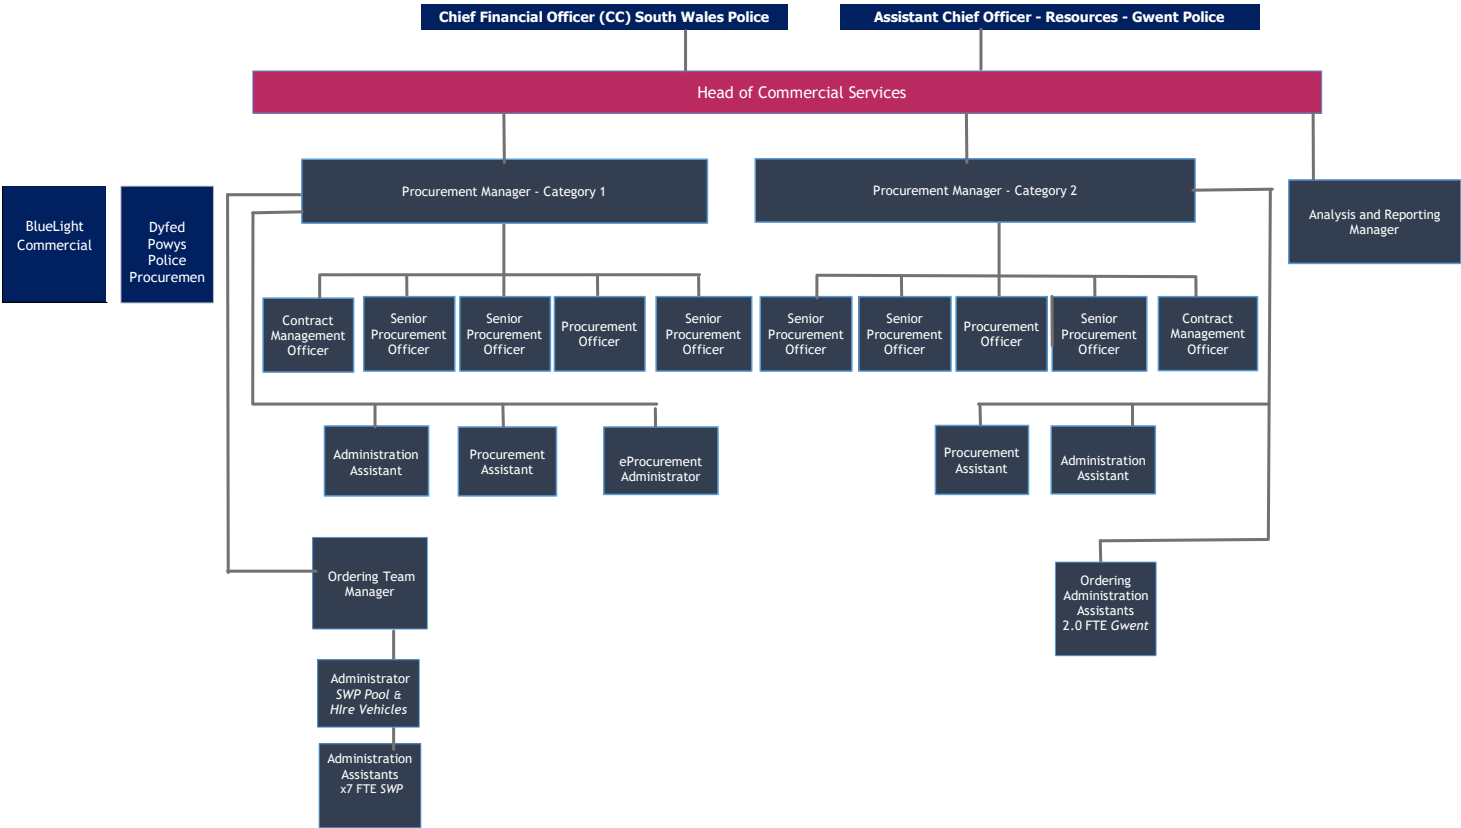 Chief Financial Officer (CC) South Wales Police
Assistant Chief Officer - Resources - Gwent Police
Head of Commercial Services
Procurement Manager - Category 1
Procurement Manager - Category 2
Analysis and Reporting
Manager
BlueLight
Commercial
Dyfed
Powys
Police
Procuremen
Contract
Management
Officer
Senior
Procurement
Officer
Senior
Procurement
Officer
Procurement
Officer
Senior
Procurement
Officer
Senior
Procurement
Officer
Senior
Procurement
Officer
Procurement
Officer
Senior
Procurement
Officer
Contract
Management
Officer
Administration
Assistant
Procurement
Assistant
eProcurement
Administrator
Procurement
Assistant
Administration
Assistant
Ordering Team
Manager
Ordering
Administration
Assistants
2.0 FTE Gwent
Administrator
SWP Pool &
HIre Vehicles
Administration
Assistants
x7 FTE SWP